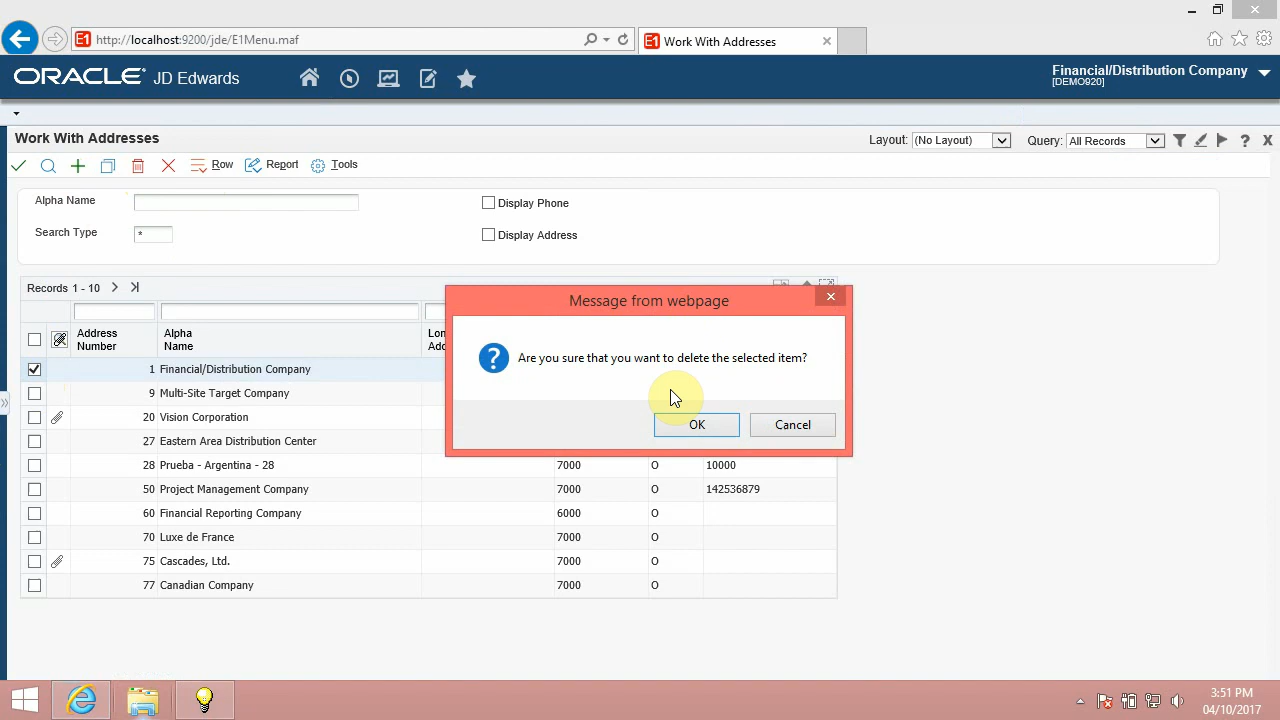 http://localhost:9200/jde/E1Menu.maf
E1 Work With Addresses
ORACLE JD Edwards
Financial/Distribution Company
[DEMO920]
Work With Addresses
Layout: (No Layout)
Query: All Records
Row
Report
Tools
Alpha Name
Display Phone
Search Type
*
Display Address
Records 1 - 10
Address Number
Alpha Name
1 Financial/Distribution Company
9 Multi-Site Target Company
20 Vision Corporation
27 Eastern Area Distribution Center
28 Prueba - Argentina - 28 7000 O 10000
50 Project Management Company 7000 O 142536879
60 Financial Reporting Company 6000 O
70 Luxe de France 7000 O
75 Cascades, Ltd. 7000 O
77 Canadian Company 7000 O
Message from webpage
Are you sure that you want to delete the selected item?
OK
Cancel
3:51 PM
04/10/2017